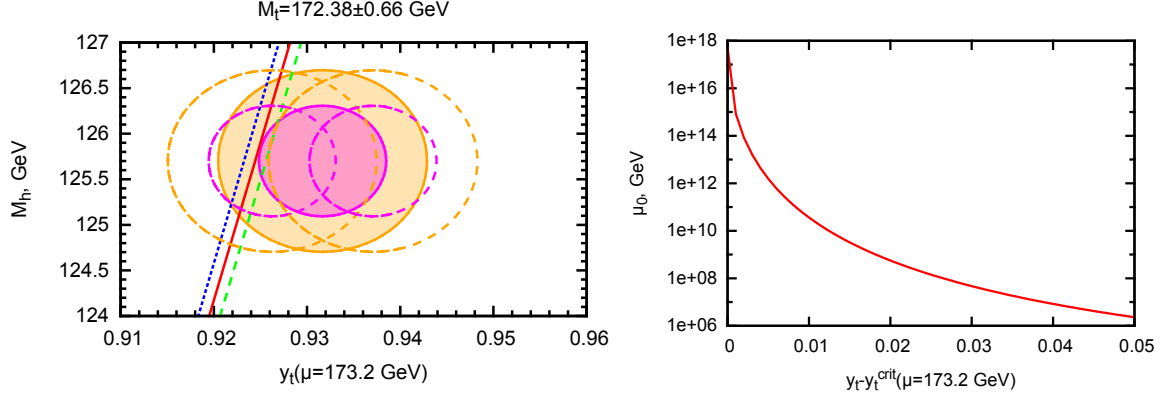 M_t=172.38±0.66 GeV
M_h, GeV
127
126.5
126
125.5
125
124.5
124
0.91
0.92
0.93
0.94
0.95
0.96
y_t(μ=173.2 GeV)
μ_0, GeV
1e+18
1e+16
1e+14
1e+12
1e+10
1e+08
1e+06
0
0.01
0.02
0.03
0.04
0.05
y_t-y_t^crit(μ=173.2 GeV)